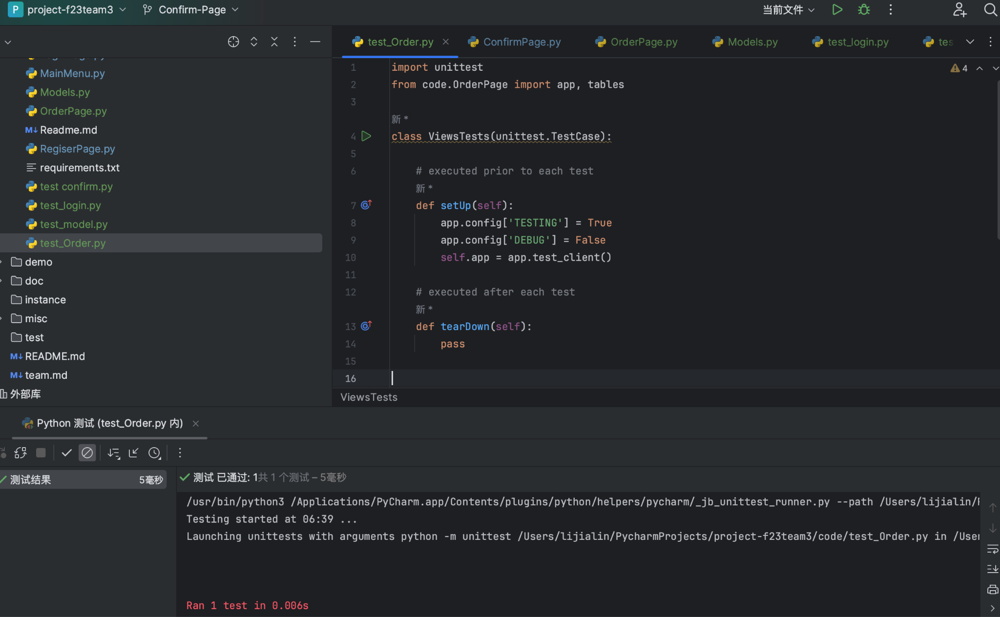 P project-f23team3 Confirm-Page 当前文件
test_Order.py ConfirmPage.py OrderPage.py Models.py test_login.py tes
MainMenu.py
Models.py
OrderPage.py
M↓ Readme.md
RegiserPage.py
requirements.txt
test confirm.py
test_login.py
test_model.py
test_Order.py
demo
doc
instance
misc
test
M↓ README.md
M↓ team.md
外部库
4
1 import unittest
2 from code.OrderPage import app, tables
3
新 *
4 class ViewsTests(unittest.TestCase):
5
6 # executed prior to each test
新 *
7 def setUp(self):
8 app.config['TESTING'] = True
9 app.config['DEBUG'] = False
10 self.app = app.test_client()
11
12 # executed after each test
新 *
13 def tearDown(self):
14 pass
15
16
ViewsTests
Python 测试 (test_Order.py 内)
测试结果 5毫秒
测试 已通过: 1共 1 个测试 – 5毫秒
/usr/bin/python3 /Applications/PyCharm.app/Contents/plugins/python/helpers/pycharm/_jb_unittest_runner.py --path /Users/lijialin/
Testing started at 06:39 ...
Launching unittests with arguments python -m unittest /Users/lijialin/PycharmProjects/project-f23team3/code/test_Order.py in /User
Ran 1 test in 0.006s